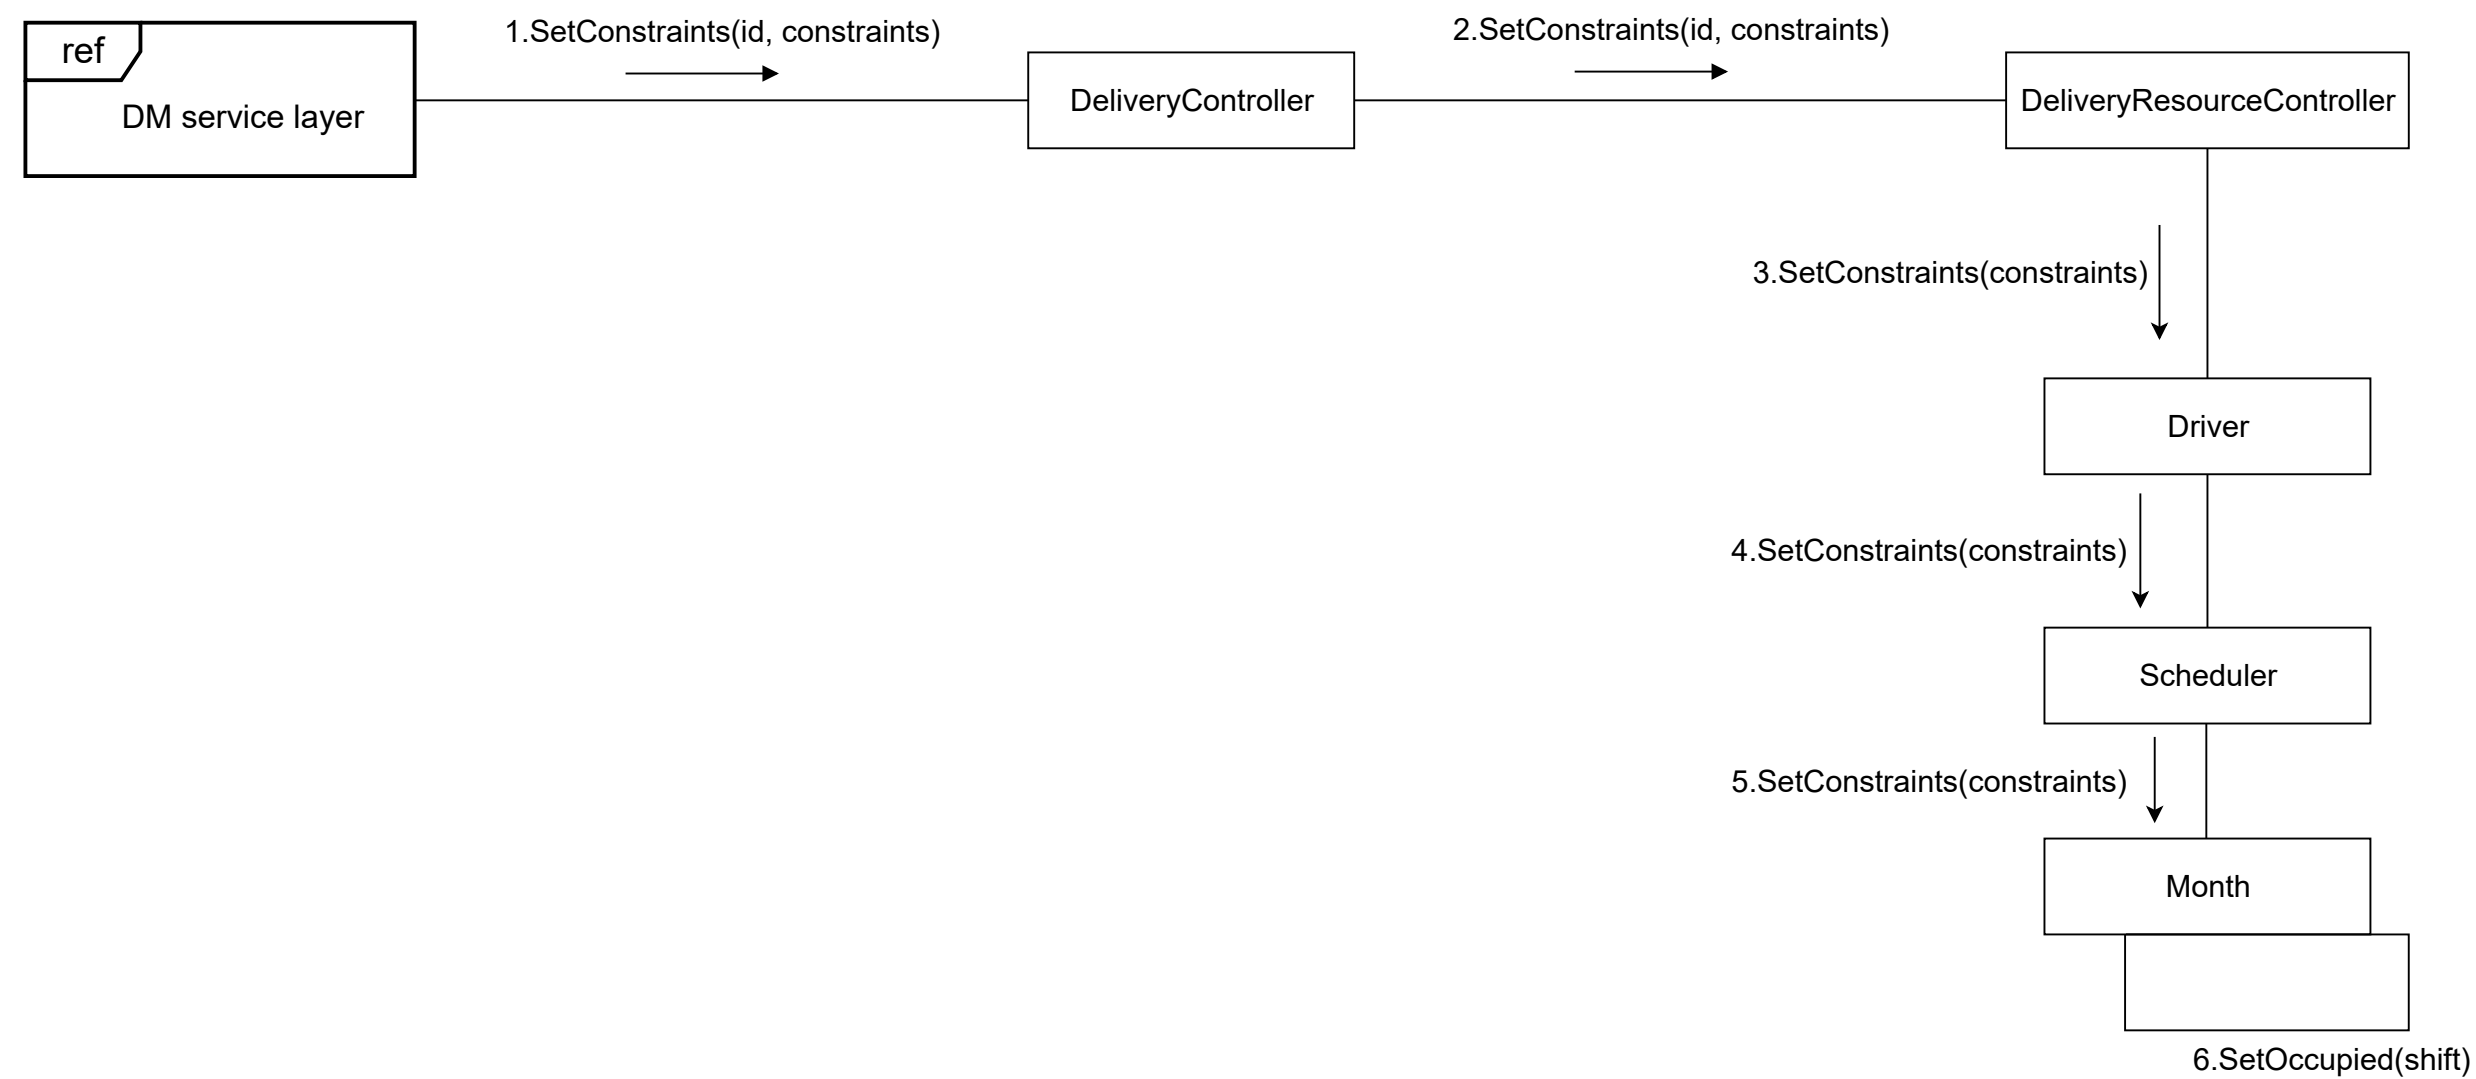 ref
DM service layer
1.SetConstraints(id, constraints)
DeliveryController
2.SetConstraints(id, constraints)
DeliveryResourceController
3.SetConstraints(constraints)
Driver
4.SetConstraints(constraints)
Scheduler
5.SetConstraints(constraints)
Month
6.SetOccupied(shift)